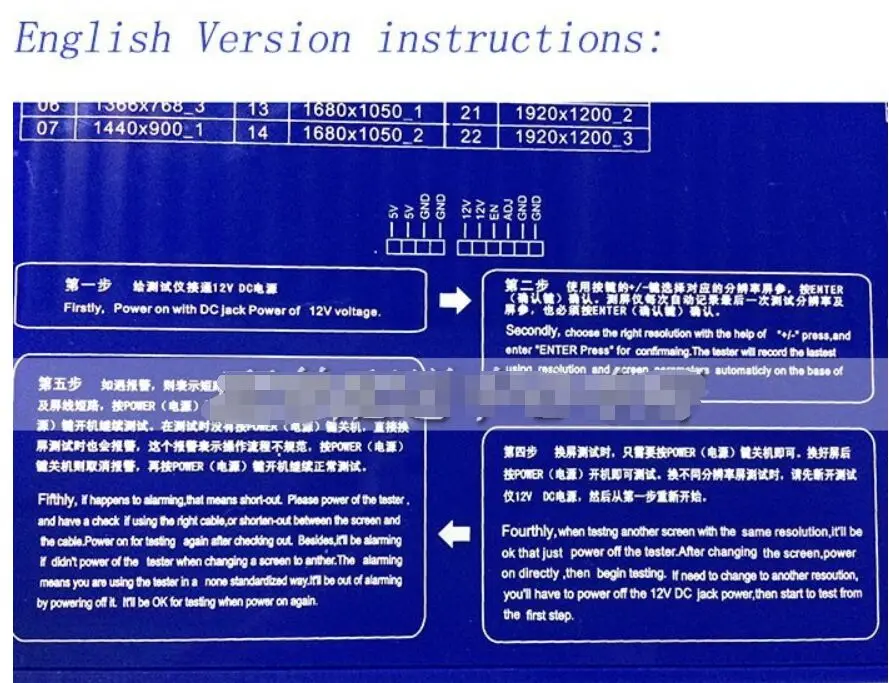 English Version instructions:
06 1366x768_3 13 1680x1050_1 21 1920x1200_2
07 1440x900_1 14 1680x1050_2 22 1920x1200_3
5V 5V GND GND 12V 12V EN ADJ GND GND
第一步 给测试仪接通12V DC电源
Firstly, Power on with DC jack Power of 12V voltage.
第二步 使用按键的+/-键选择对应的分辨率屏参，按ENTER
（确认键）确认。测屏仪每次自动记录最后一次测试分辨率及
屏参，也必须按ENTER（确认键）确认。
Secondly, choose the right resolution with the help of "+/-" press,and
enter "ENTER Press" for confirmaing.The tester will record the lastest
using resolution and screen parameters automaticly on the base of
第五步 如遇报警，则表示短路
及屏线短路，按POWER（电源）
源）键开机继续测试。在测试时没有按POWER（电源）键关机，直接换
屏测试时也会报警，这个报警表示操作流程不规范，按POWER（电源）
键关机则取消报警，再按POWER（电源）键开机继续正常测试。
Fifthly, if happens to alarming,that means short-out. Please power of the tester ,
and have a check if using the right cable,or shorten-out between the screen and
the cable.Power on for testing again after checking out. Besides,it'll be alarming
if didn't power of the tester when changing a screen to anther.The alarming
means you are using the tester in a none standardized way.It'll be out of alarming
by powering off it. It'll be OK for testing when power on again.
第四步 换屏测试时，只需要按POWER（电源）键关机即可。换好屏后
按POWER（电源）开机即可测试。换不同分辨率屏测试时，请先断开测试
仪12V DC电源，然后从第一步重新开始。
Fourthly,when testng another screen with the same resolution,it'll be
ok that just power off the tester.After changing the screen,power
on directly ,then begin testing. If need to change to another resoution,
you'll have to power off the 12V DC jack power,then start to test from
the first step.